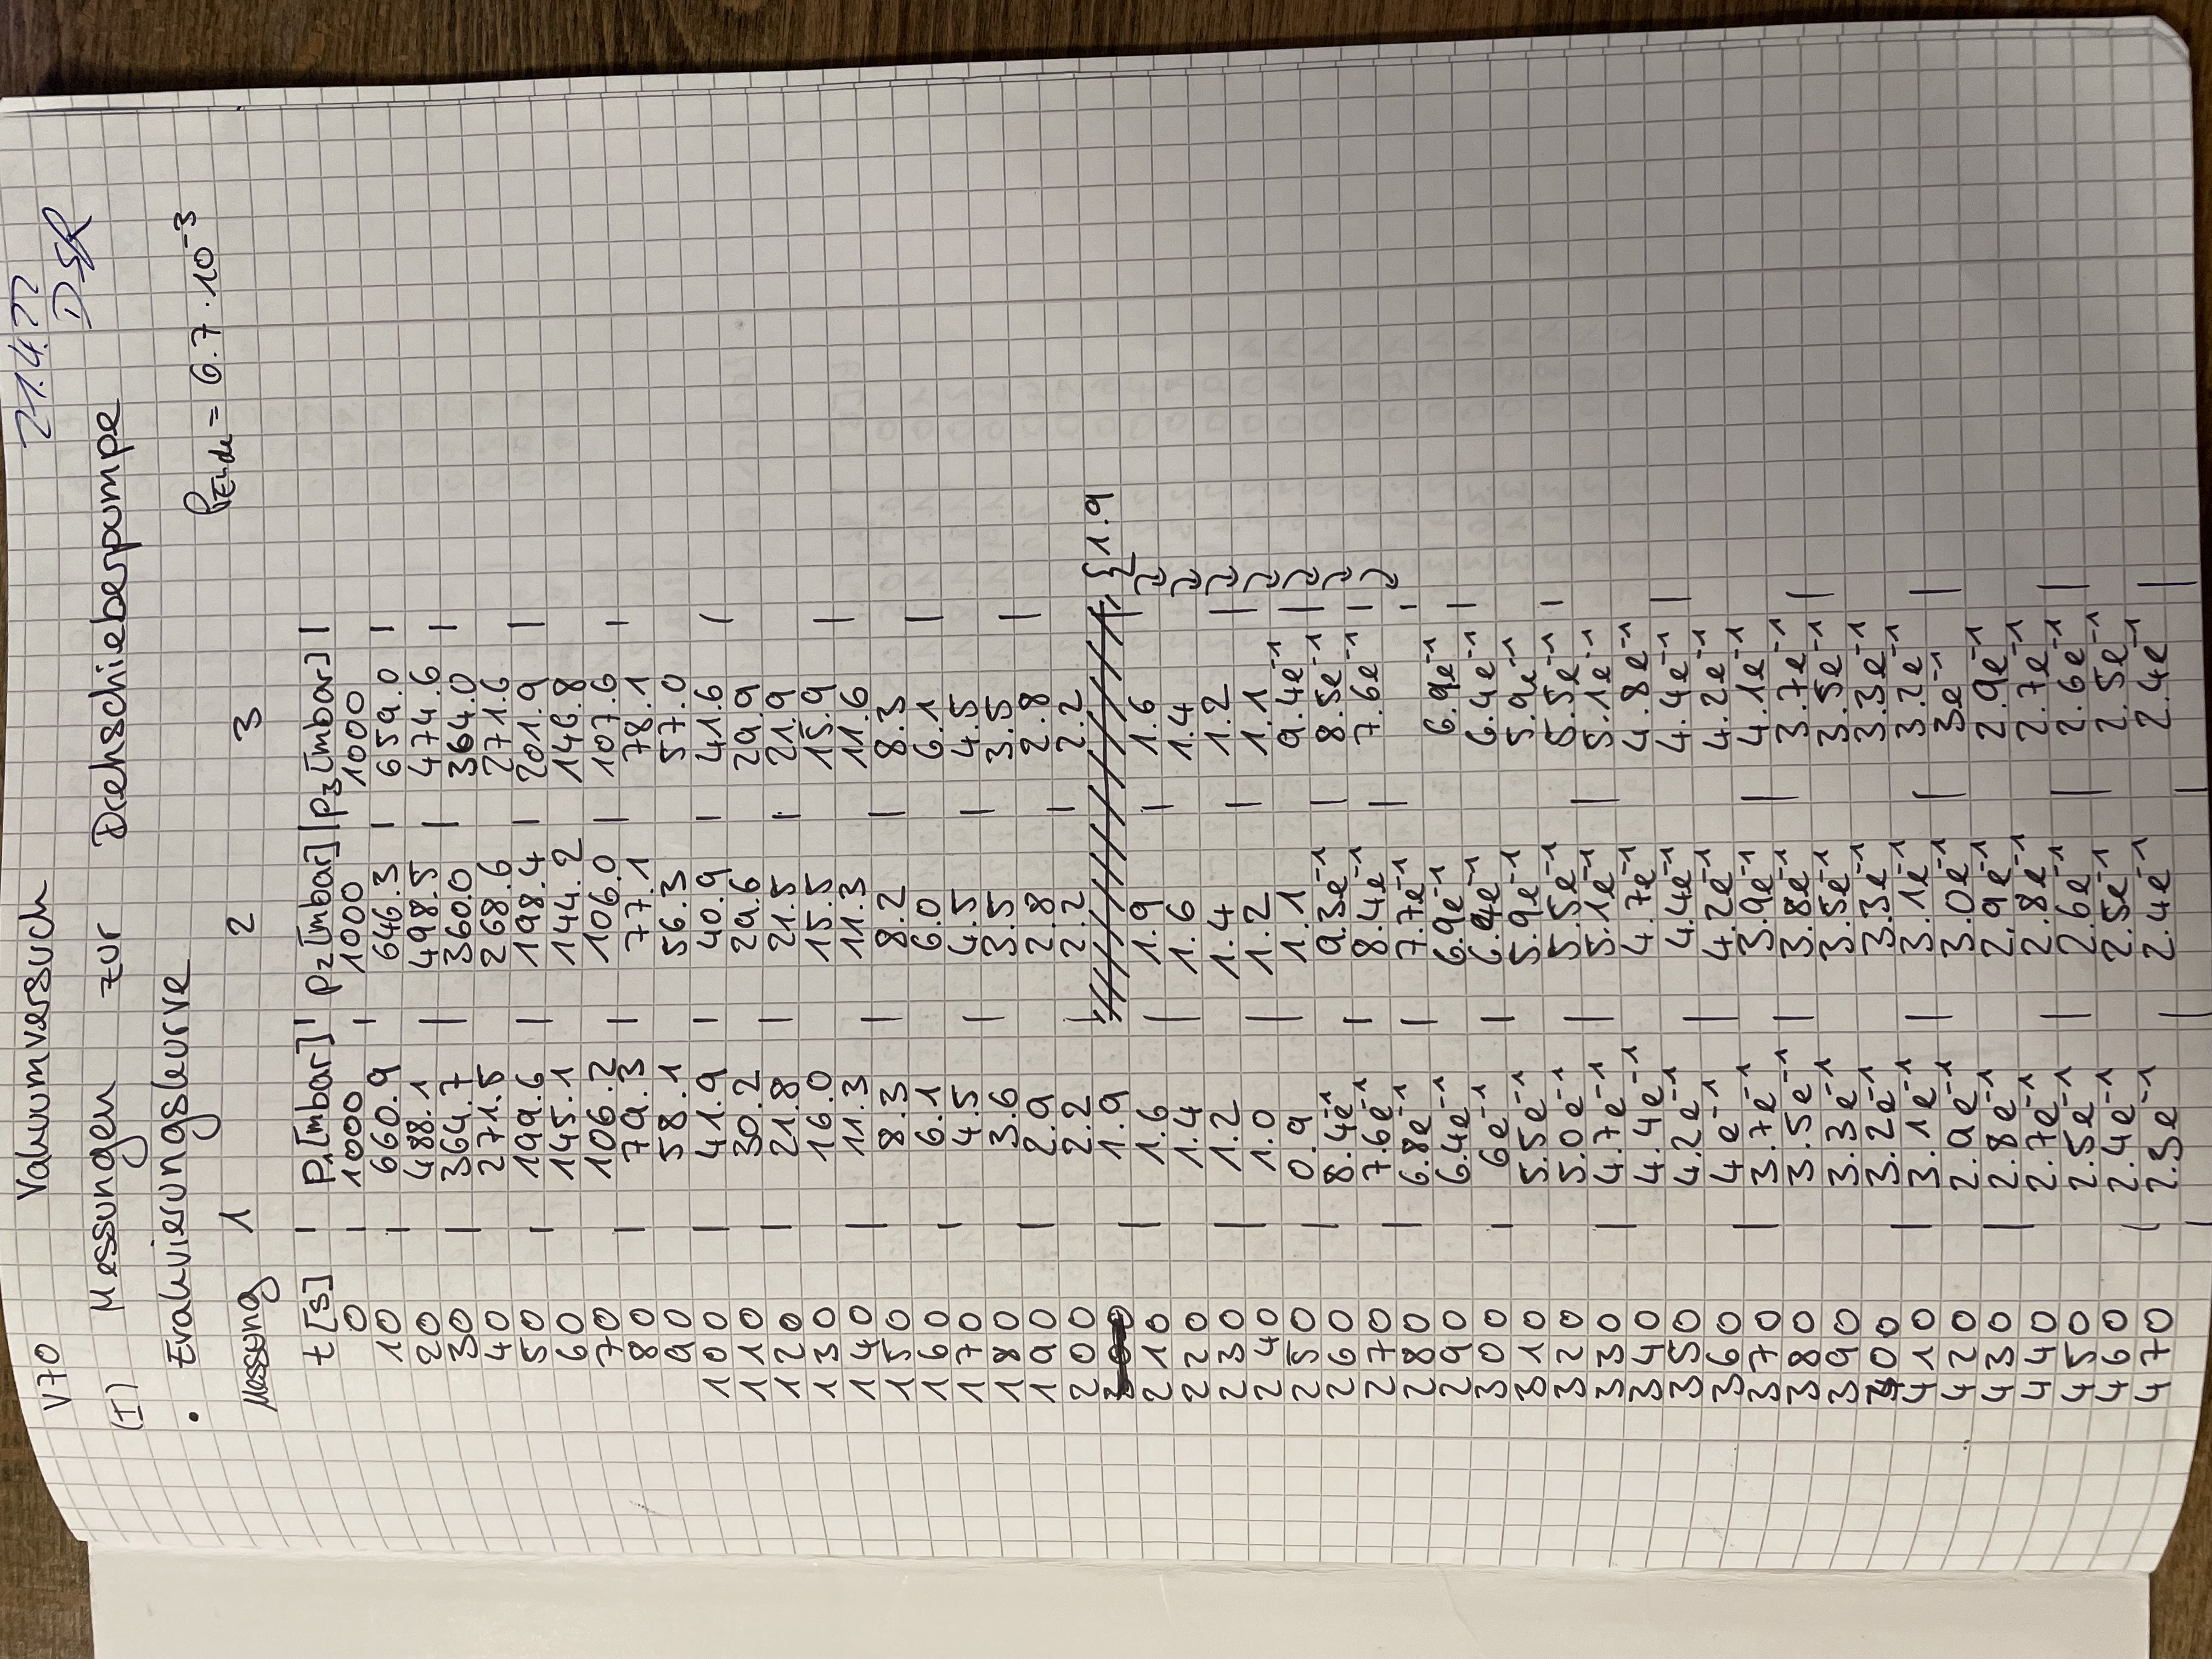 V70 Vakuumversuch 21.4.22
DSR
(I) Messungen zur Drehschieberpumpe
• Evakuierungskurve
PEnde = 6.7 · 10⁻³
Messung 1 2 3
t [s] | p₁ [mbar] | p₂ [mbar] | p₃ [mbar] |
0 | 1000 | 1000 1000
10 | 660.9 646.3 | 659.0 |
20 488.1 | 498.5 | 474.6 |
30 | 364.7 | 360.0 | 364.0 |
40 271.5 268.6 271.6
50 | 199.6 | 198.4 | 201.9 |
60 145.1 144.2 146.8
70 106.2 | 106.0 | 107.6 |
80 | 79.3 | 77.1 78.1
90 58.1 56.3 57.0
100 | 41.9 | 40.9 | 41.6 |
110 30.2 29.6 29.9
120 | 21.8 | 21.5 | 21.9
130 16.0 15.5 15.9 |
140 | 11.3 11.3 11.6
150 8.3 | 8.2 | 8.3
160 | 6.1 6.0 6.1 |
170 4.5 | 4.5 | 4.5
180 3.6 3.5 3.5 |
190 | 2.9 2.8 2.8
200 2.2 | 2.2 | 2.2
300 | 1.9 { 1.9
210 1.6 | 1.9 | 1.6
220 1.4 | 1.6 1.4
230 | 1.2 1.4 | 1.2 |
240 1.0 | 1.2 1.1
250 | 0.9 1.1 9.4e⁻¹ |
260 8.4e⁻¹ | 9.3e⁻¹ | 8.5e⁻¹
270 7.6e⁻¹ 8.4e⁻¹ | 7.6e⁻¹ |
280 | 6.8e⁻¹ | 7.7e⁻¹ |
290 6.4e⁻¹ 6.9e⁻¹ 6.9e⁻¹ |
300 | 6e⁻¹ | 6.4e⁻¹ 6.4e⁻¹
310 5.5e⁻¹ 5.9e⁻¹ 5.9e⁻¹
320 5.0e⁻¹ | 5.5e⁻¹ 5.5e⁻¹ |
330 | 4.7e⁻¹ 5.1e⁻¹ | 5.1e⁻¹
340 4.4e⁻¹ 4.7e⁻¹ 4.8e⁻¹
350 4.2e⁻¹ 4.4e⁻¹ 4.4e⁻¹ |
360 4e⁻¹ | 4.2e⁻¹ 4.2e⁻¹
370 | 3.7e⁻¹ 3.9e⁻¹ | 4.1e⁻¹
380 3.5e⁻¹ | 3.8e⁻¹ 3.7e⁻¹ |
390 3.3e⁻¹ 3.5e⁻¹ 3.5e⁻¹
400 3.2e⁻¹ 3.3e⁻¹ 3.3e⁻¹
410 | 3.1e⁻¹ | 3.1e⁻¹ | 3.2e⁻¹ |
420 2.9e⁻¹ 3.0e⁻¹ 3e⁻¹
430 | 2.8e⁻¹ 2.9e⁻¹ 2.9e⁻¹
440 2.7e⁻¹ 2.8e⁻¹ 2.7e⁻¹
450 2.5e⁻¹ | 2.6e⁻¹ | 2.6e⁻¹ |
460 2.4e⁻¹ 2.5e⁻¹ 2.5e⁻¹
470 | 2.3e⁻¹ 2.4e⁻¹ 2.4e⁻¹ |